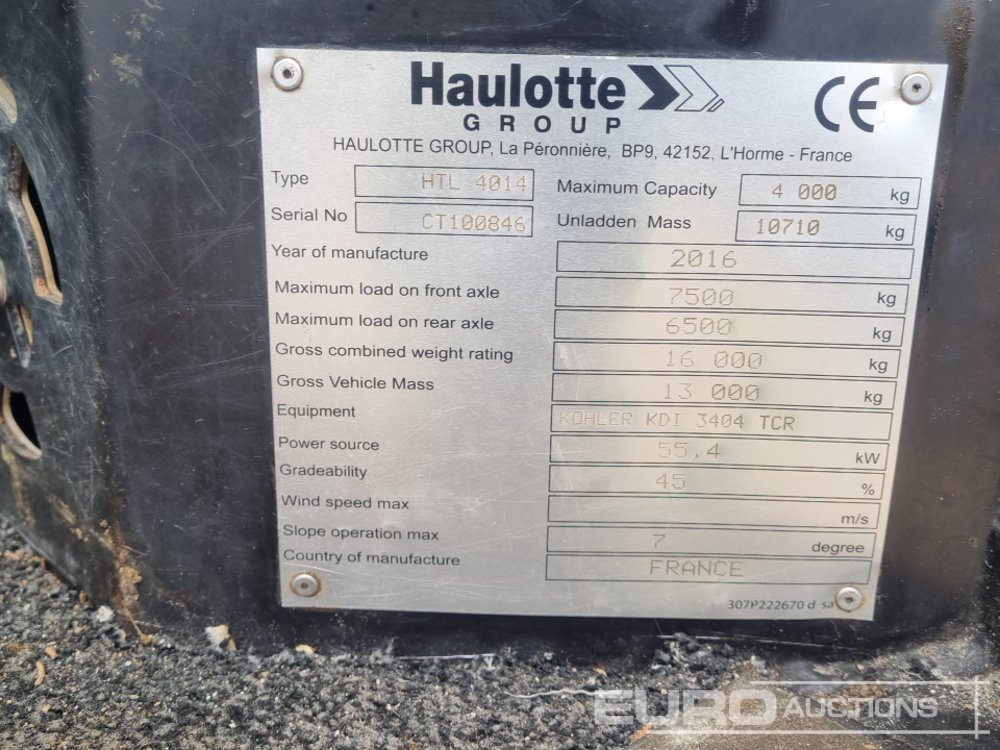 Haulotte
GROUP
CE
HAULOTTE GROUP, La Péronnière, BP9, 42152, L'Horme - France
Type HTL 4014 Maximum Capacity 4 000 kg
Serial No CT100846 Unladden Mass 10710 kg
Year of manufacture 2016
Maximum load on front axle 7500 kg
Maximum load on rear axle 6500 kg
Gross combined weight rating 16 000 kg
Gross Vehicle Mass 13 000 kg
Equipment KOHLER KDI 3404 TCR
Power source 55,4 kW
Gradeability 45 %
Wind speed max m/s
Slope operation max 7 degree
Country of manufacture FRANCE
307P222670 d sa
EURO AUCTIONS